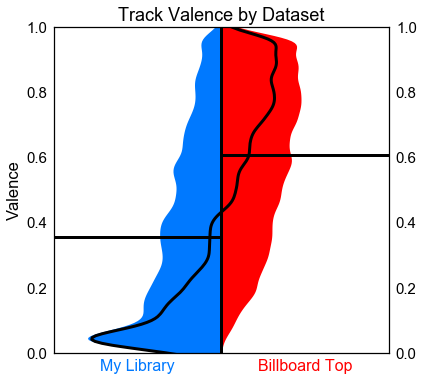 Track Valence by Dataset
1.0 1.0
0.8 0.8
0.6 0.6
Valence
0.4 0.4
0.2 0.2
0.0 0.0
My Library Billboard Top